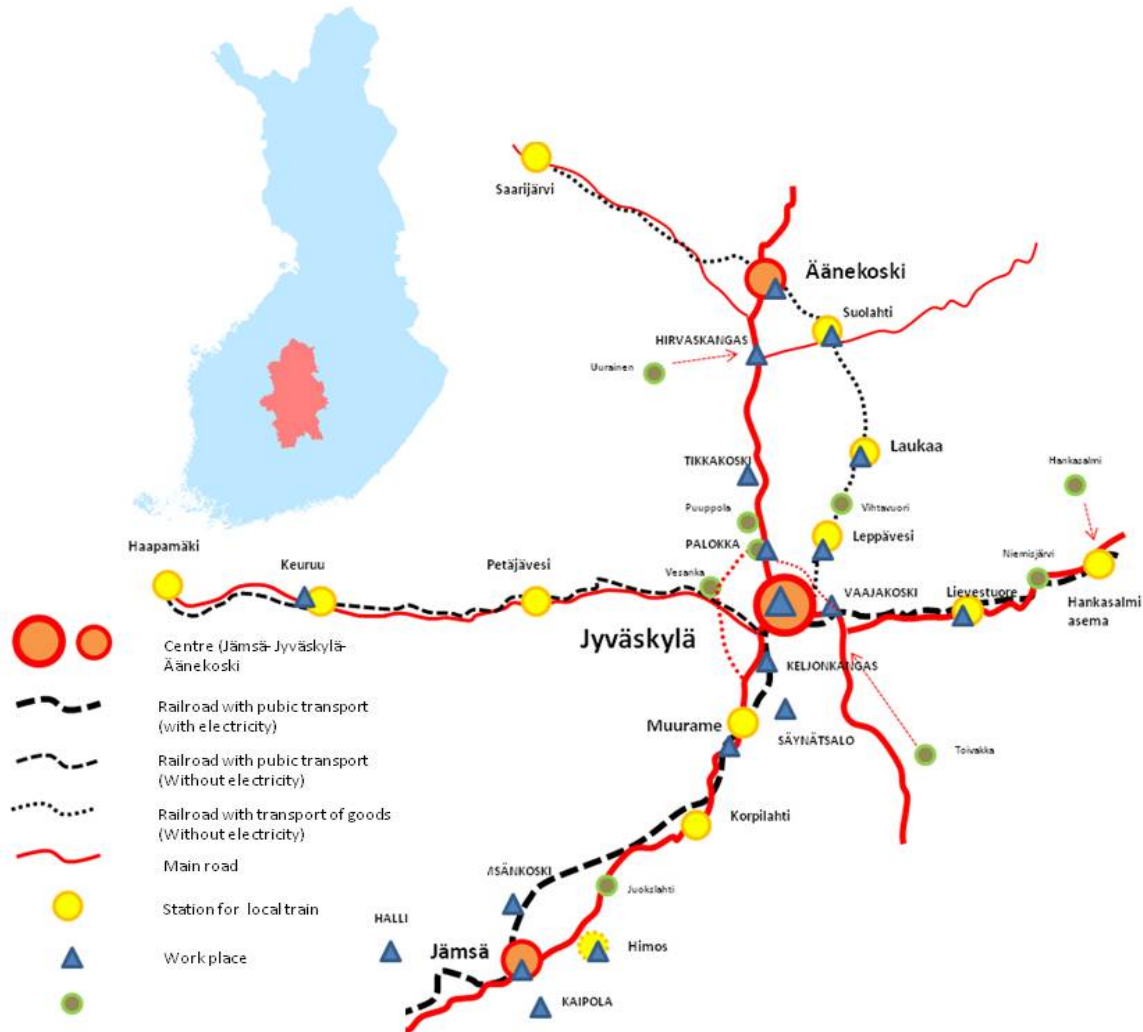 Saarijärvi
Äänekoski
Suolahti
HIRVASKANGAS
Uurainen
Laukaa
TIKKAKOSKI
Hankasalmi
Puuppola
Vihtavuori
Haapamäki
Keuruu
Petäjävesi
PALOKKA
Leppävesi
Niemisjärvi
Vesanka
VAAJAKOSKI
Lievestuore
Hankasalmi
asema
Jyväskylä
Centre (Jämsä-Jyväskylä-
Äänekoski
KELJONKANGAS
Railroad with pubic transport
(with electricity)
Muurame
SÄYNÄTSALO
Toivakka
Railroad with pubic transport
(Without electricity)
Railroad with transport of goods
(Without electricity)
Korpilahti
Main road
MSÄNKOSKI
Juokslahti
Station for local train
HALLI
Jämsä
Himos
Work place
KAIPOLA